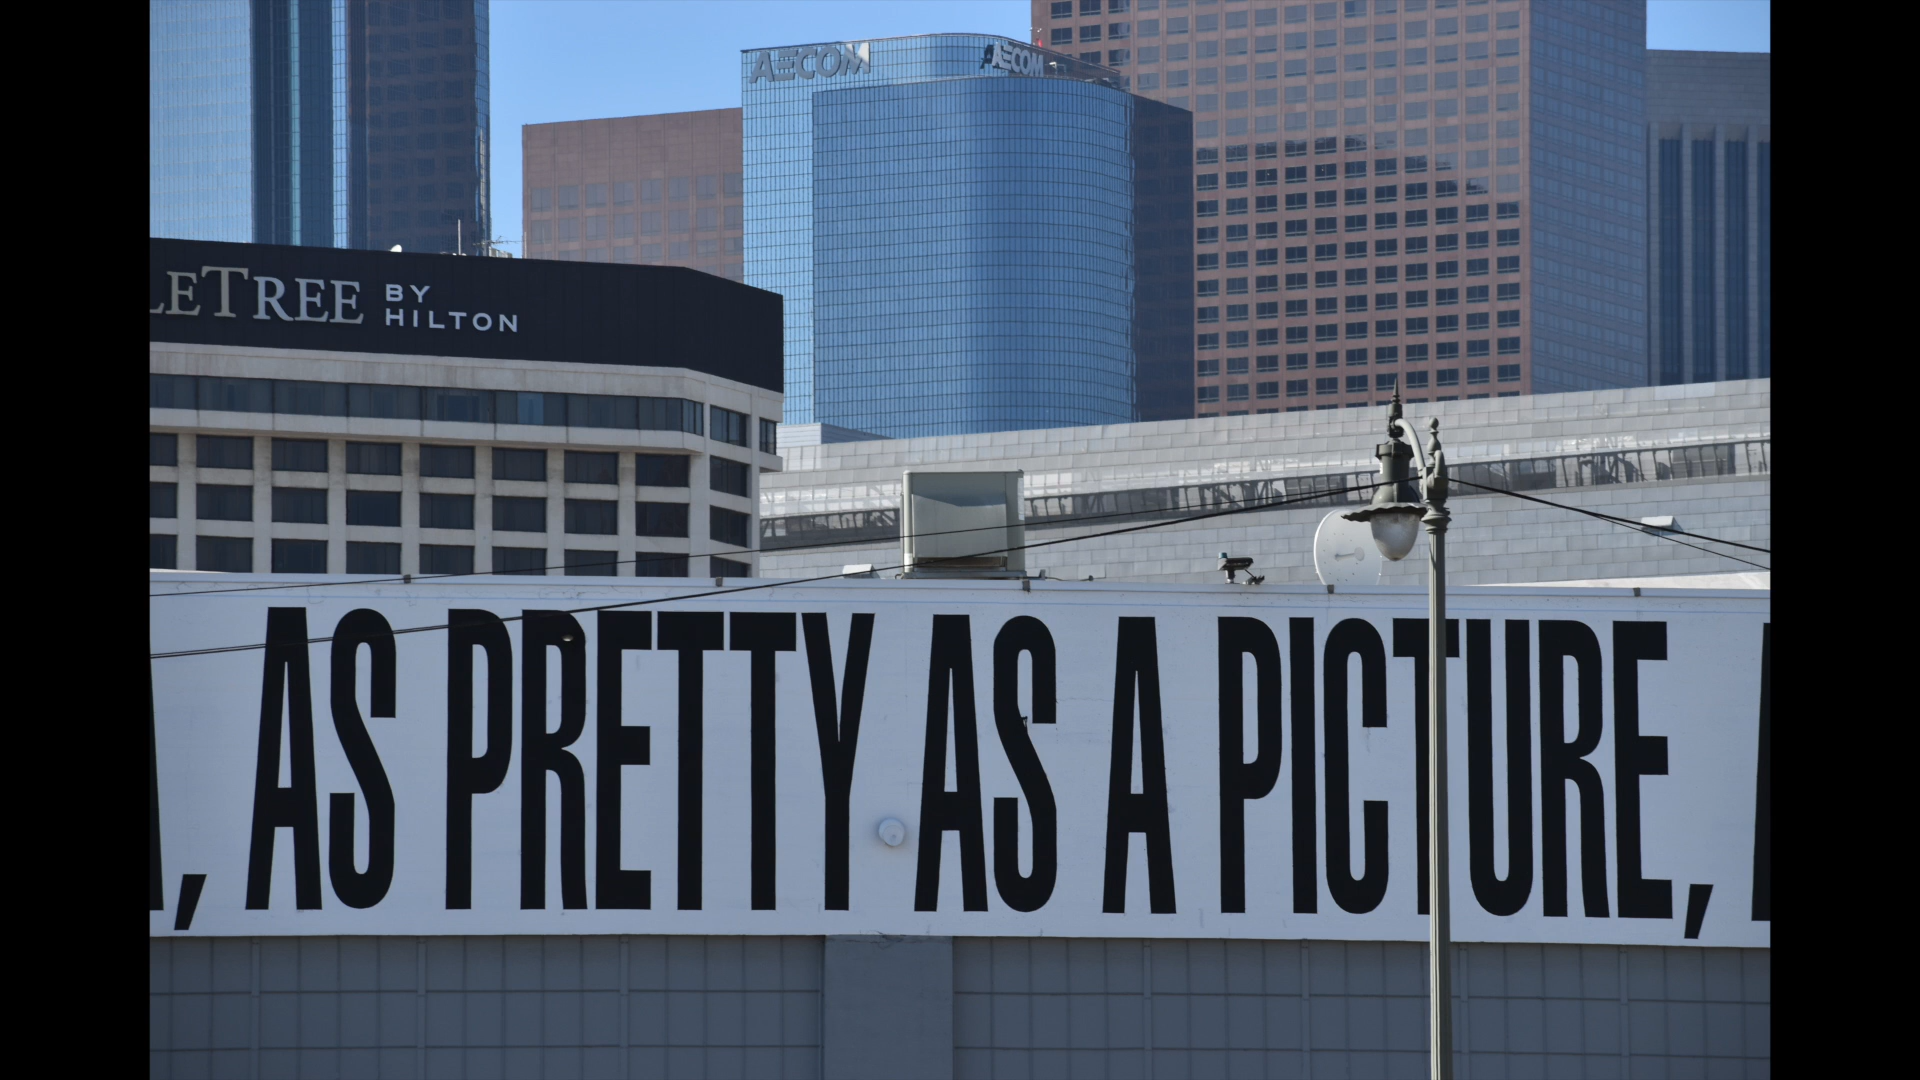 AECOM AECOM
LETREE BY
HILTON
, AS PRETTY AS A PICTURE,